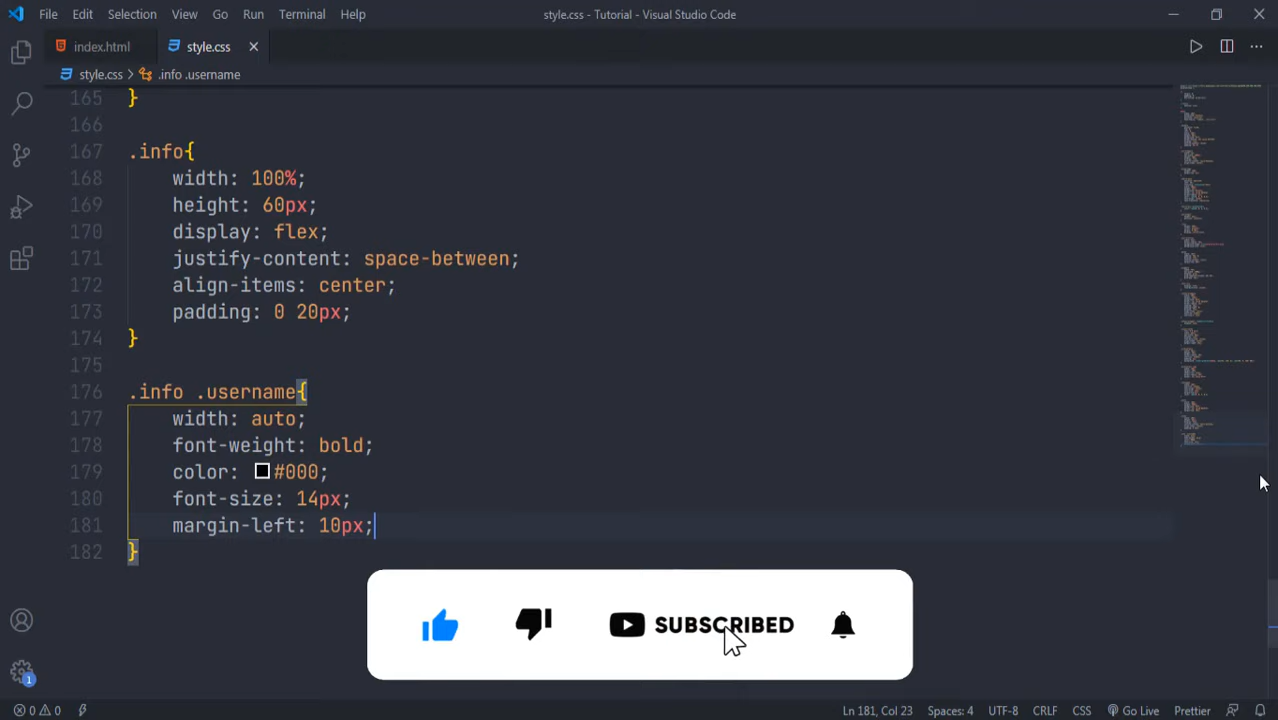 File Edit Selection View Go Run Terminal Help style.css - Tutorial - Visual Studio Code
index.html style.css
style.css .info .username
165 }
166
167 .info{
168 width: 100%;
169 height: 60px;
170 display: flex;
171 justify-content: space-between;
172 align-items: center;
173 padding: 0 20px;
174 }
175
176 .info .username{
177 width: auto;
178 font-weight: bold;
179 color: #000;
180 font-size: 14px;
181 margin-left: 10px;
182 }
SUBSCRIBED
1
0 0 Ln 181, Col 23 Spaces: 4 UTF-8 CRLF CSS Go Live Prettier